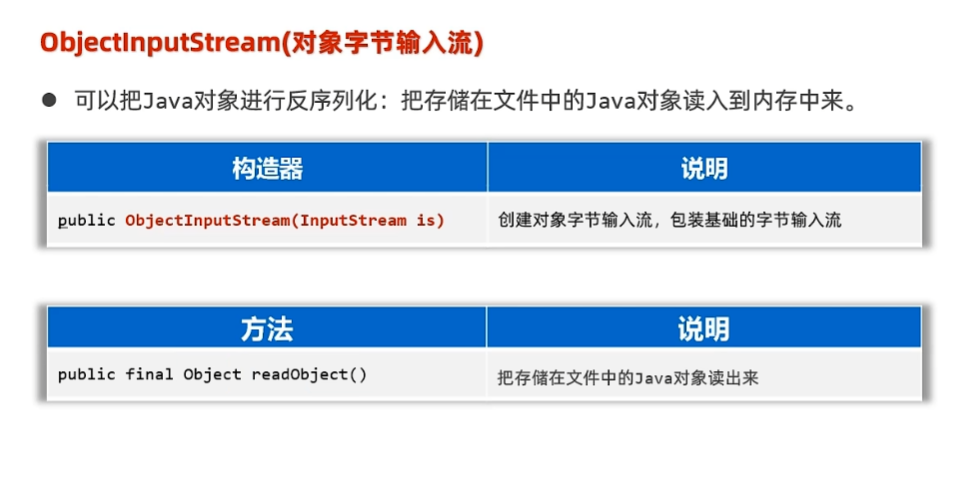 ObjectInputStream(对象字节输入流)
● 可以把Java对象进行反序列化：把存储在文件中的Java对象读入到内存中来。
构造器 说明
public ObjectInputStream(InputStream is) 创建对象字节输入流，包装基础的字节输入流
方法 说明
public final Object readObject() 把存储在文件中的Java对象读出来